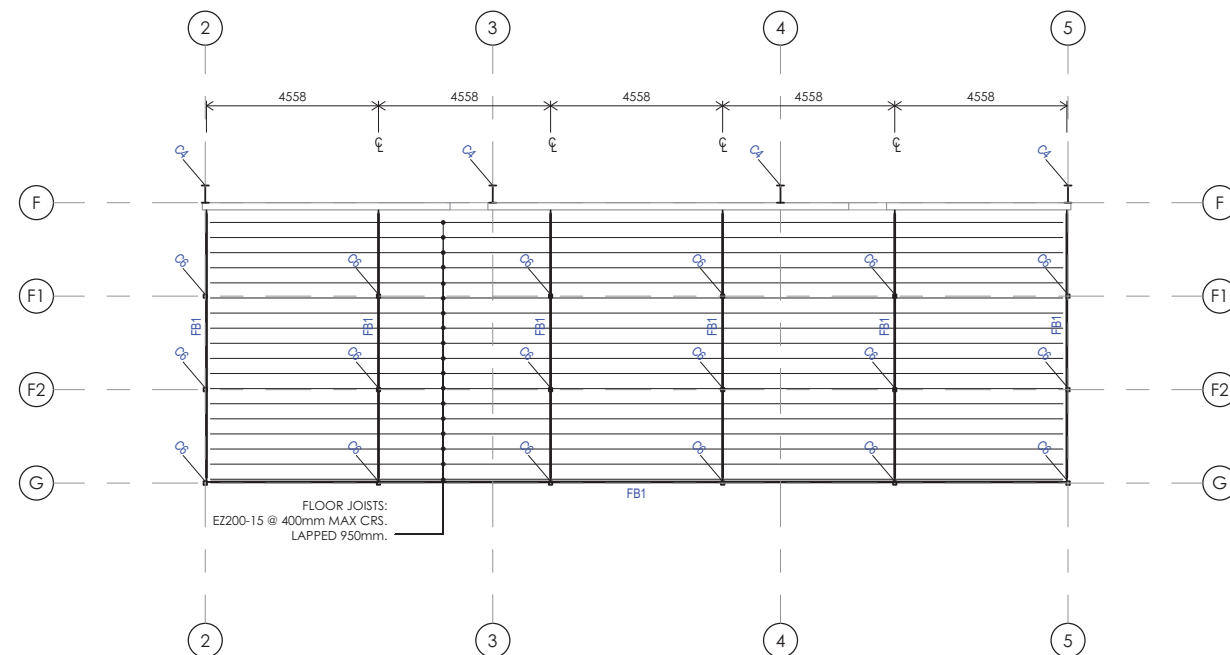 2 3 4 5
4558 4558 4558 4558 4558
℄ ℄ ℄ ℄
C4 C4 C4 C4
F F
C6 C6 C6 C6 C6 C6
F1 F1
FB1 FB1 FB1 FB1 FB1 FB1
C6 C6 C6 C6 C6 C6
F2 F2
C6 C6 C6 C6 C6 C6
G G
FB1
FLOOR JOISTS:
EZ200-15 @ 400mm MAX CRS.
LAPPED 950mm.
2 3 4 5